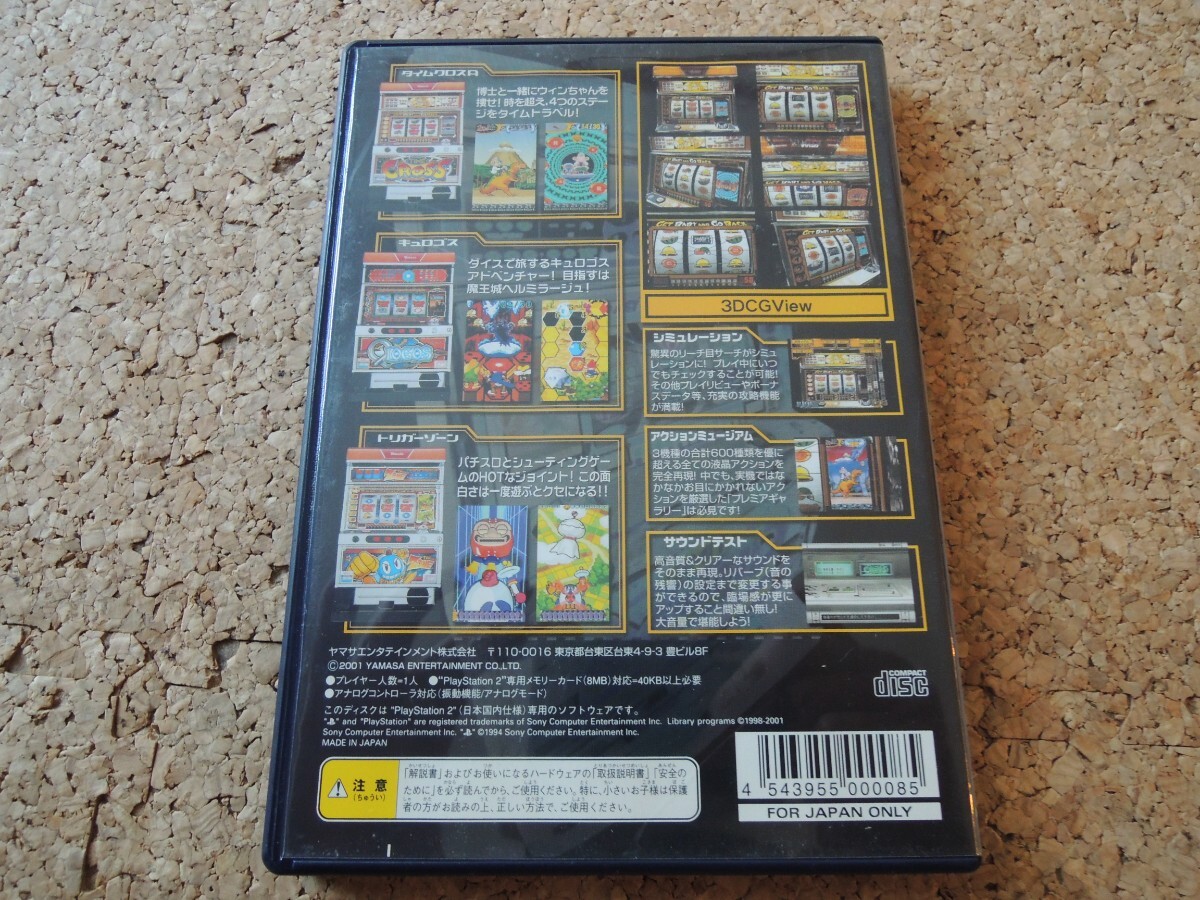 タイムクロスA
博士と一緒にウィンちゃんを
捜せ!時を超え、4つのステー
ジをタイムトラベル!
CROSS
キュロゴス
ダイスで旅するキュロゴス
アドベンチャー!目指すは
魔王城ヘルミラージュ!
トリガーゾーン
パチスロとシューティングゲー
ムのHOTなジョイント!この面
白さは一度遊ぶとクセになる!!
3DCGView
シミュレーション
驚異のリーチ目サーチがシミュ
レーションに!プレイ中にいつ
でもチェックすることが可能!
その他プレイリビューやボーナ
スデータ等、充実の攻略機能
が満載!
アクションミュージアム
3機種の合計600種類を優に
超える全ての液晶アクションを
完全再現!中でも、実機ではな
かなかお目にかかれないアク
ションを厳選した「プレミアギャ
ラリー」は必見です!
サウンドテスト
高音質&クリアーなサウンドを
そのまま再現。リバーブ(音の
残響)の設定まで変更する事
ができるので、臨場感が更に
アップすること間違い無し!
大音量で堪能しよう!
ヤマサエンタテインメント株式会社 〒110-0016 東京都台東区台東4-9-3 豊ビル8F
©2001 YAMASA ENTERTAINMENT CO.,LTD.
●プレイヤー人数=1人 ●"PlayStation 2"専用メモリーカード(8MB)対応=40KB以上必要
●アナログコントローラ対応(振動機能/アナログモード)
COMPACT
disc
このディスクは "PlayStation 2"(日本国内仕様)専用のソフトウェアです。
" " and "PlayStation" are registered trademarks of Sony Computer Entertainment Inc. Library programs ©1998-2001
Sony Computer Entertainment Inc. " " ©1994 Sony Computer Entertainment Inc.
MADE IN JAPAN
注意
(ちゅうい)
「解説書」およびお使いになるハードウェアの「取扱説明書」「安全の
ために」を必ず読んでから、ご使用ください。特に、小さいお子様は保護
者の方がお読みの上、正しい方法で、ご使用ください。
4 543955 000085
FOR JAPAN ONLY